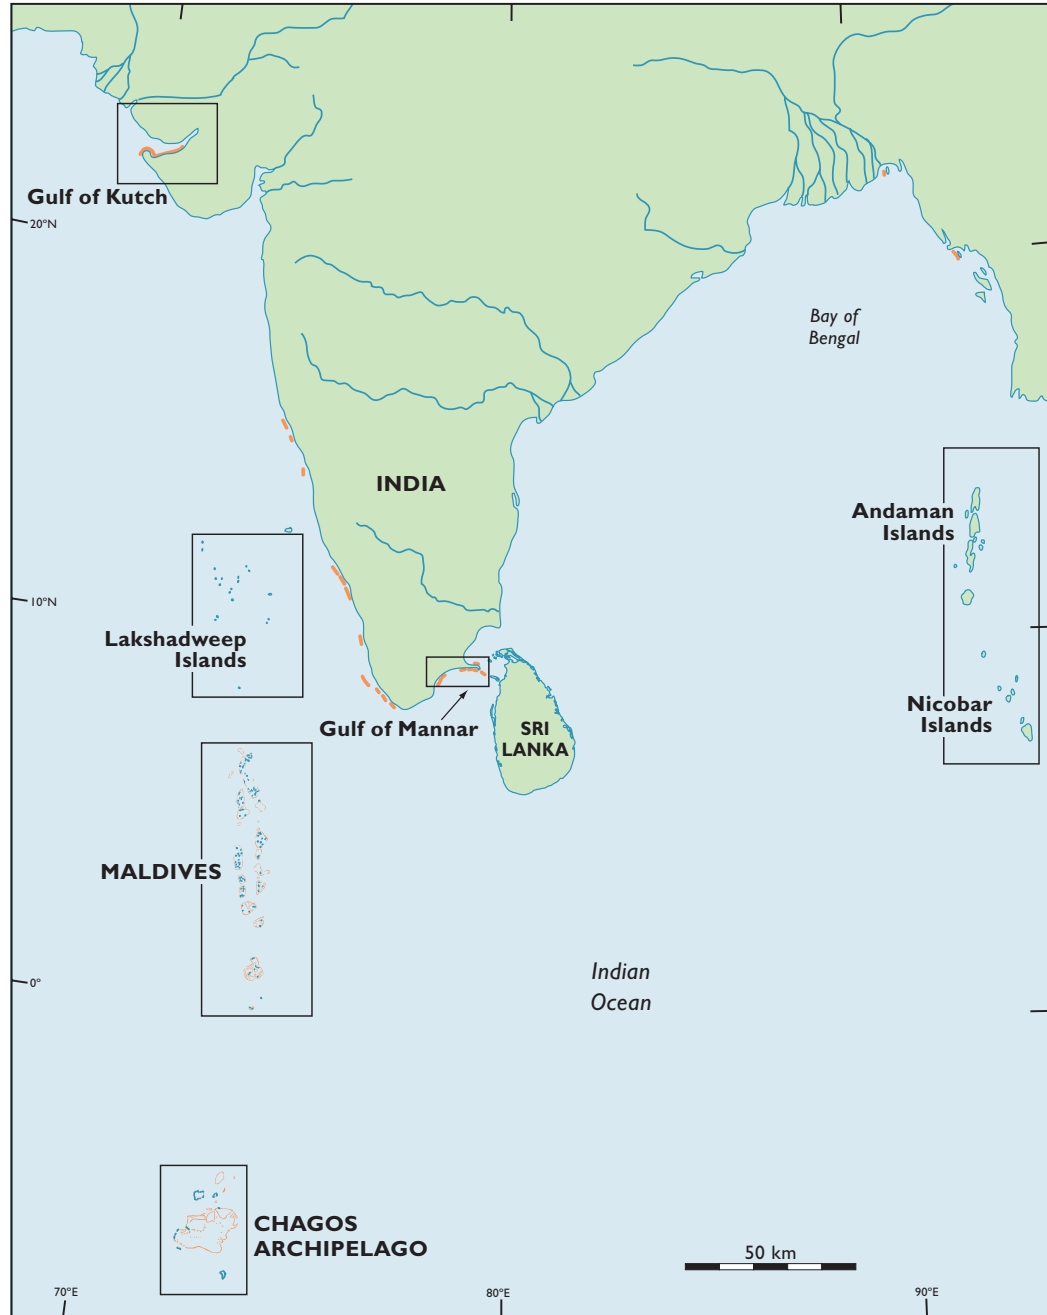 Gulf of Kutch
20°N
Bay of
Bengal
INDIA
Andaman
Islands
10°N
Lakshadweep
Islands
Gulf of Mannar
SRI
LANKA
Nicobar
Islands
MALDIVES
Indian
Ocean
0°
CHAGOS
ARCHIPELAGO
50 km
70°E
80°E
90°E